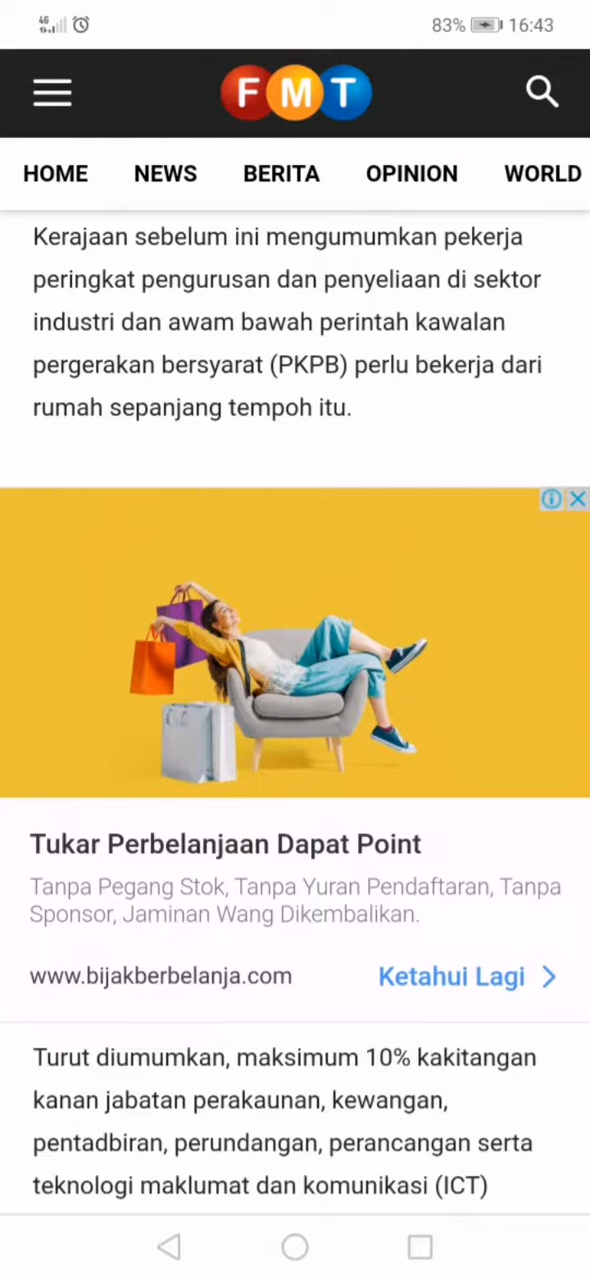 4G
83%
16:43
FMT
HOME NEWS BERITA OPINION WORLD
Kerajaan sebelum ini mengumumkan pekerja
peringkat pengurusan dan penyeliaan di sektor
industri dan awam bawah perintah kawalan
pergerakan bersyarat (PKPB) perlu bekerja dari
rumah sepanjang tempoh itu.
Tukar Perbelanjaan Dapat Point
Tanpa Pegang Stok, Tanpa Yuran Pendaftaran, Tanpa
Sponsor, Jaminan Wang Dikembalikan.
www.bijakberbelanja.com Ketahui Lagi
Turut diumumkan, maksimum 10% kakitangan
kanan jabatan perakaunan, kewangan,
pentadbiran, perundangan, perancangan serta
teknologi maklumat dan komunikasi (ICT)